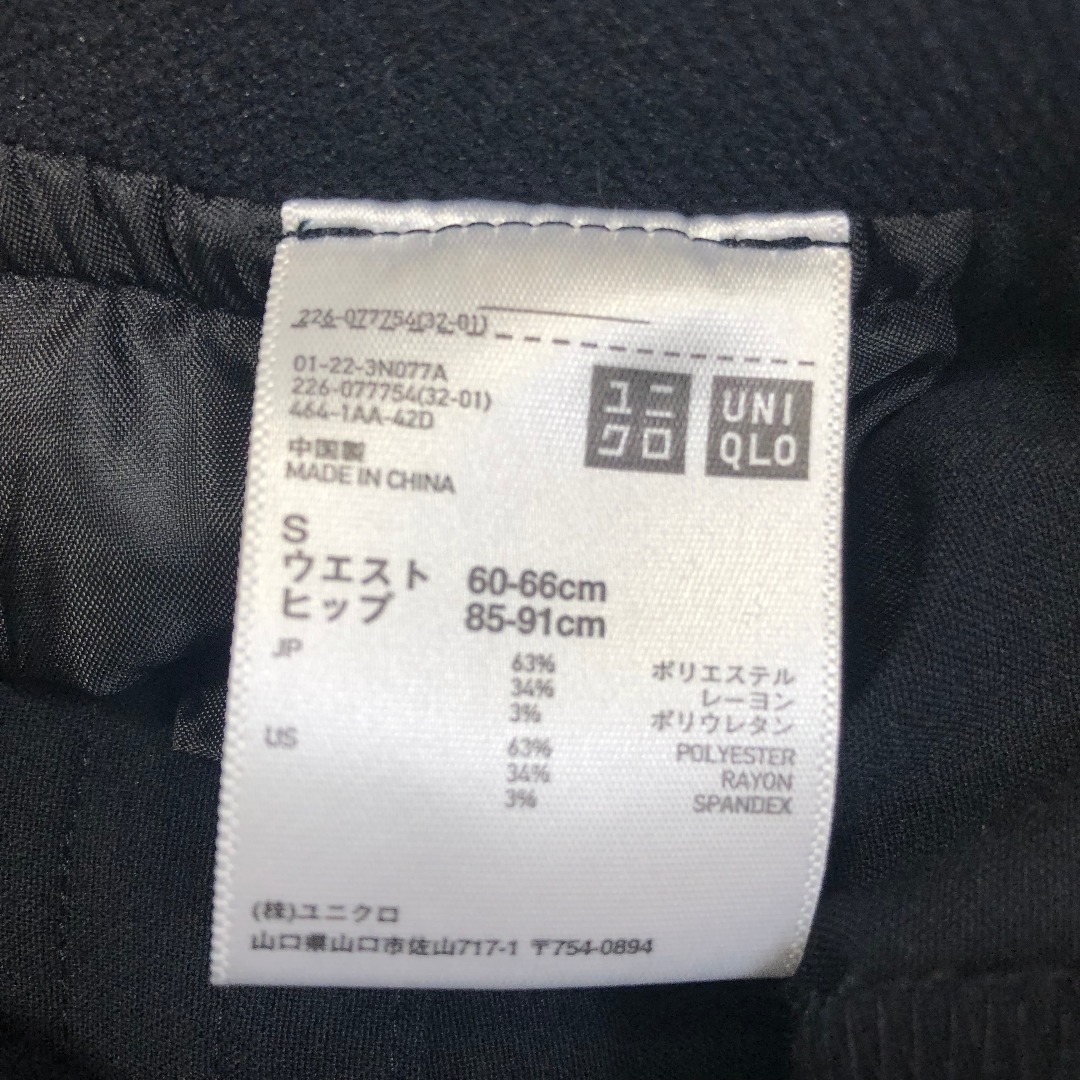 226-077754(32-01)
01-22-3N077A
226-077754(32-01)
464-1AA-42D
中国製
MADE IN CHINA
ユニ
クロ
UNI
QLO
S
ウエスト 60-66cm
ヒップ 85-91cm
JP
63% ポリエステル
34% レーヨン
3% ポリウレタン
US
63% POLYESTER
34% RAYON
3% SPANDEX
(株)ユニクロ
山口県山口市佐山717-1 〒754-0894